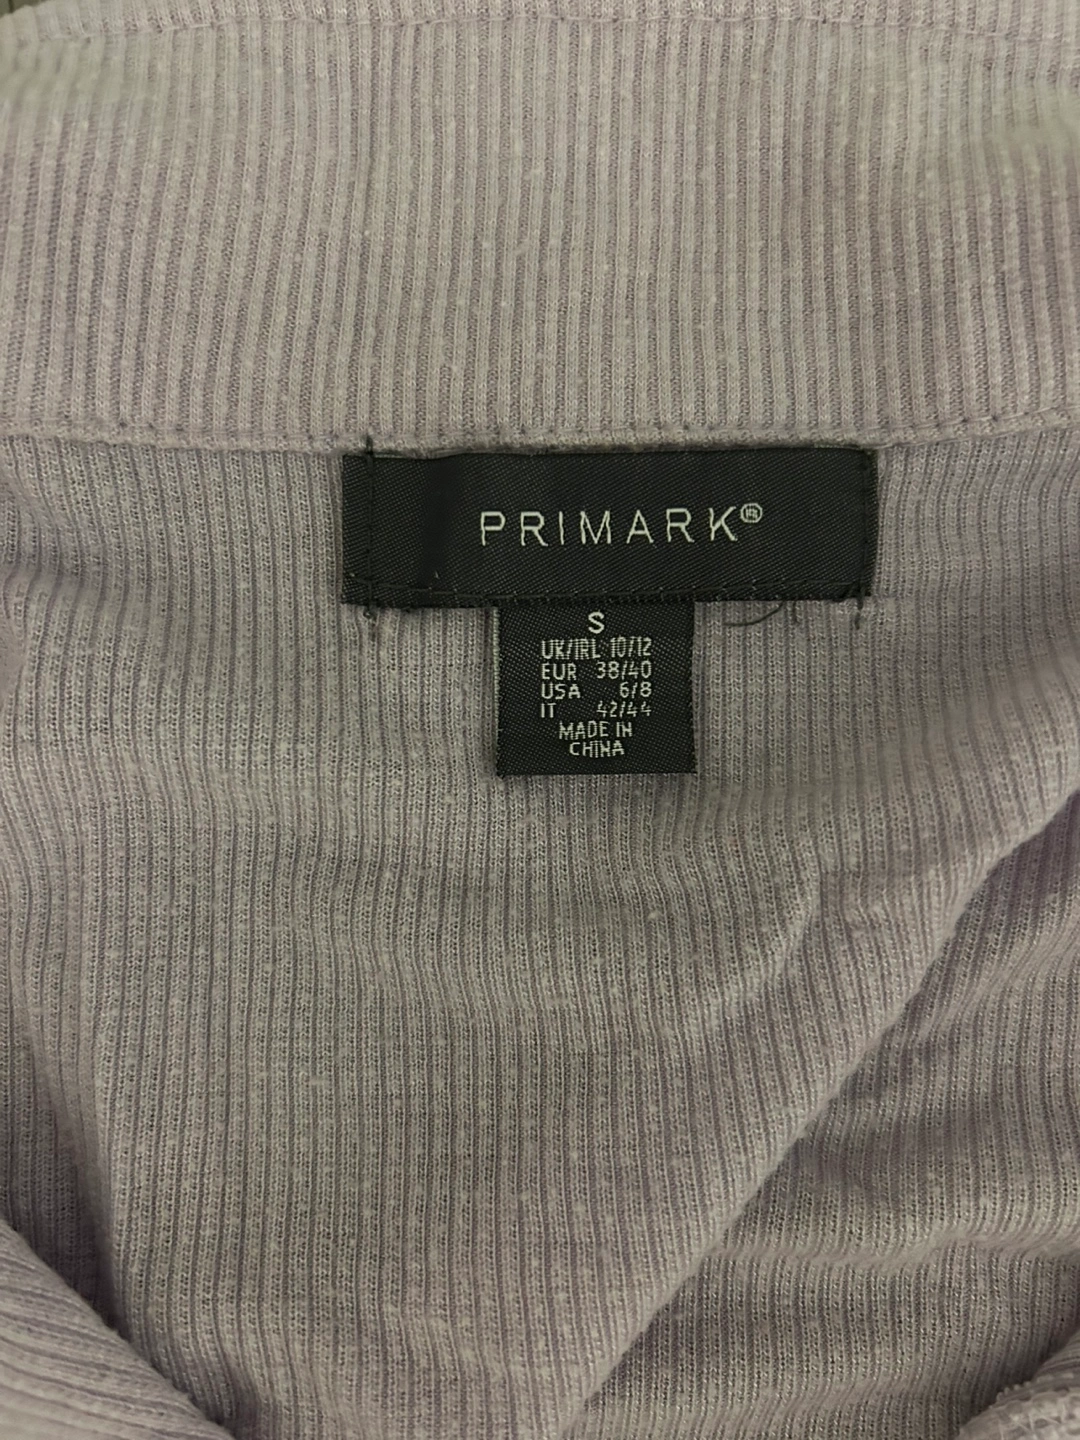 PRIMARK®
S
UK/IRL 10/12
EUR 38/40
USA 6/8
IT 42/44
MADE IN
CHINA